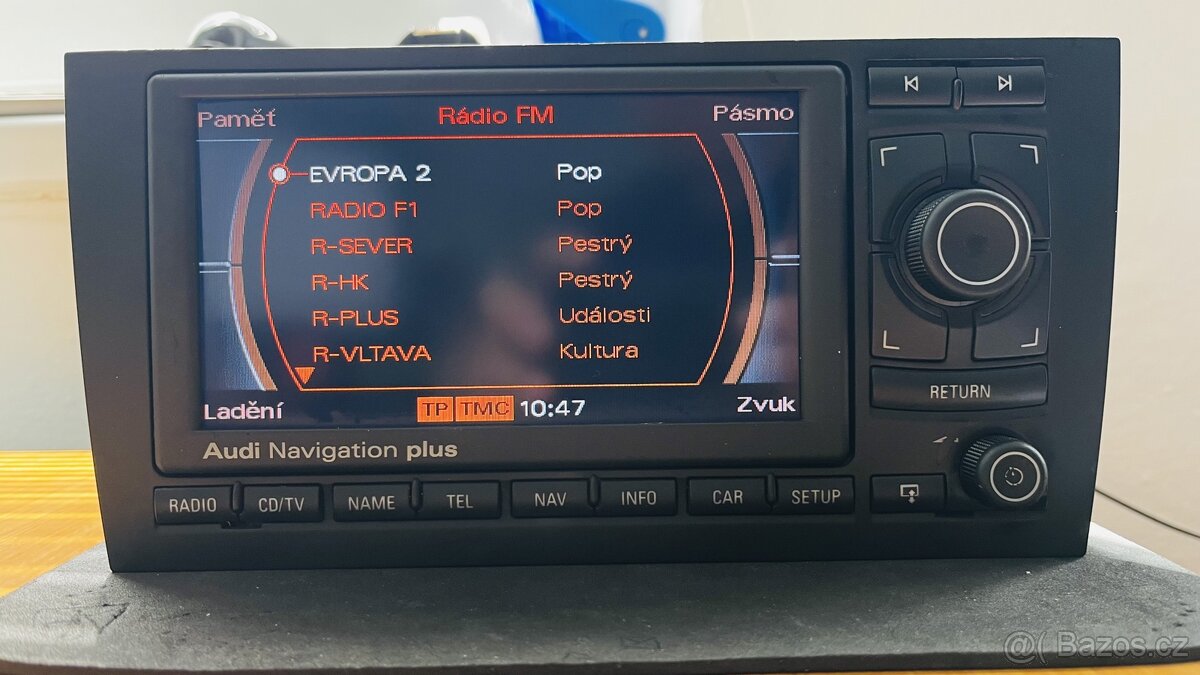 Paměť Rádio FM Pásmo
EVROPA 2 Pop
RADIO F1 Pop
R-SEVER Pestrý
R-HK Pestrý
R-PLUS Události
R-VLTAVA Kultura
Ladění TP TMC 10:47 Zvuk
Audi Navigation plus
RETURN
RADIO CD/TV NAME TEL NAV INFO CAR SETUP
@( Bazos.cz